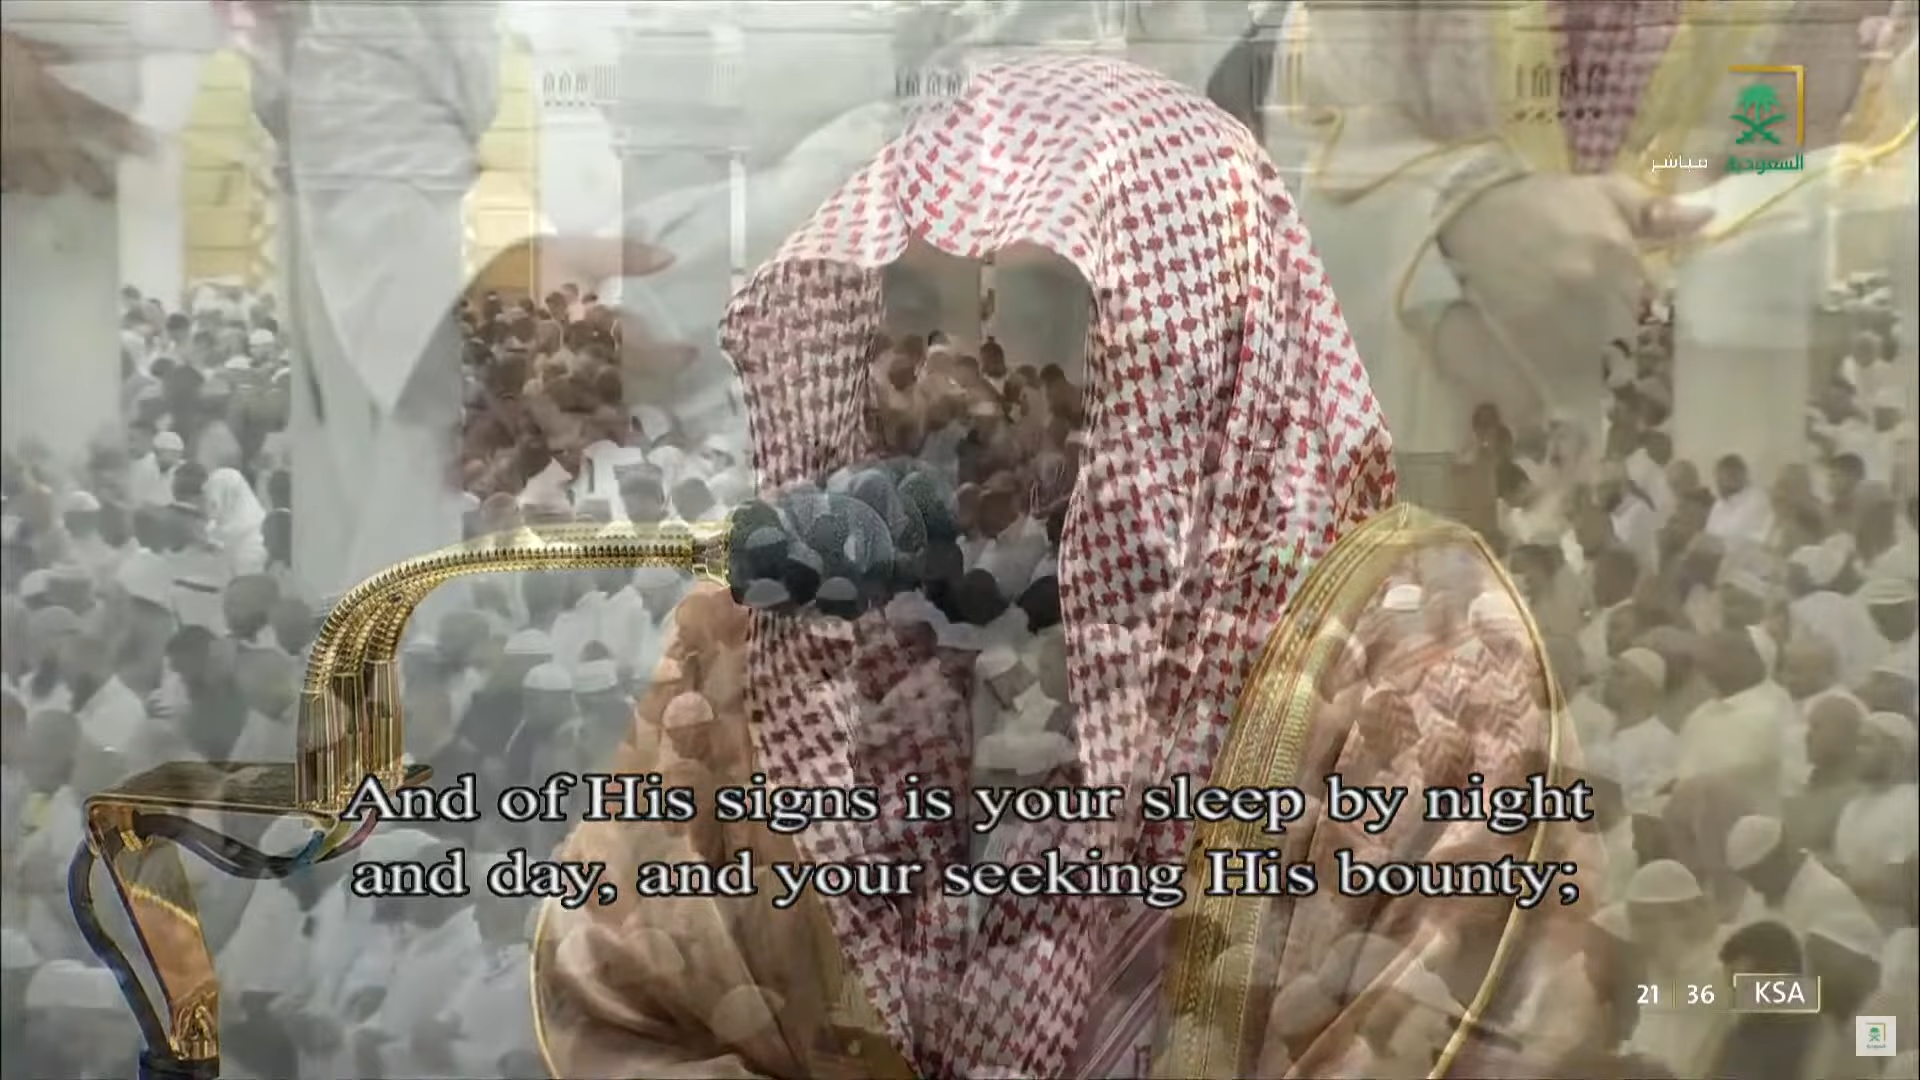 مباشر
السعودية
And of His signs is your sleep by night
and day, and your seeking His bounty;
21 36 KSA